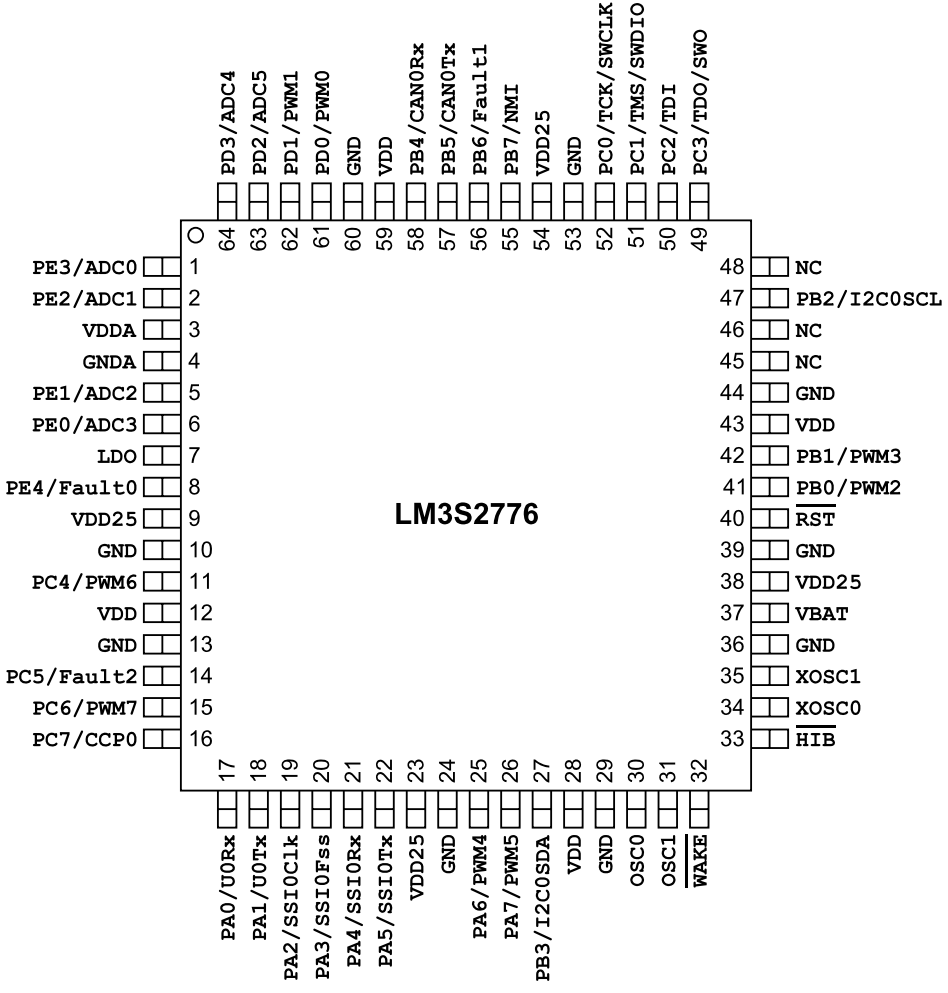 PD3/ADC4
PD2/ADC5
PD1/PWM1
PD0/PWM0
GND
VDD
PB4/CAN0Rx
PB5/CAN0Tx
PB6/Fault1
PB7/NMI
VDD25
GND
PC0/TCK/SWCLK
PC1/TMS/SWDIO
PC2/TDI
PC3/TDO/SWO
64 63 62 61 60 59 58 57 56 55 54 53 52 51 50 49
PE3/ADC0 1
PE2/ADC1 2
VDDA 3
GNDA 4
PE1/ADC2 5
PE0/ADC3 6
LDO 7
PE4/Fault0 8
VDD25 9
GND 10
PC4/PWM6 11
VDD 12
GND 13
PC5/Fault2 14
PC6/PWM7 15
PC7/CCP0 16
LM3S2776
48 NC
47 PB2/I2C0SCL
46 NC
45 NC
44 GND
43 VDD
42 PB1/PWM3
41 PB0/PWM2
40 RST
39 GND
38 VDD25
37 VBAT
36 GND
35 XOSC1
34 XOSC0
33 HIB
17 18 19 20 21 22 23 24 25 26 27 28 29 30 31 32
PA0/U0Rx
PA1/U0Tx
PA2/SSI0Clk
PA3/SSI0Fss
PA4/SSI0Rx
PA5/SSI0Tx
VDD25
GND
PA6/PWM4
PA7/PWM5
PB3/I2C0SDA
VDD
GND
OSC0
OSC1
WAKE